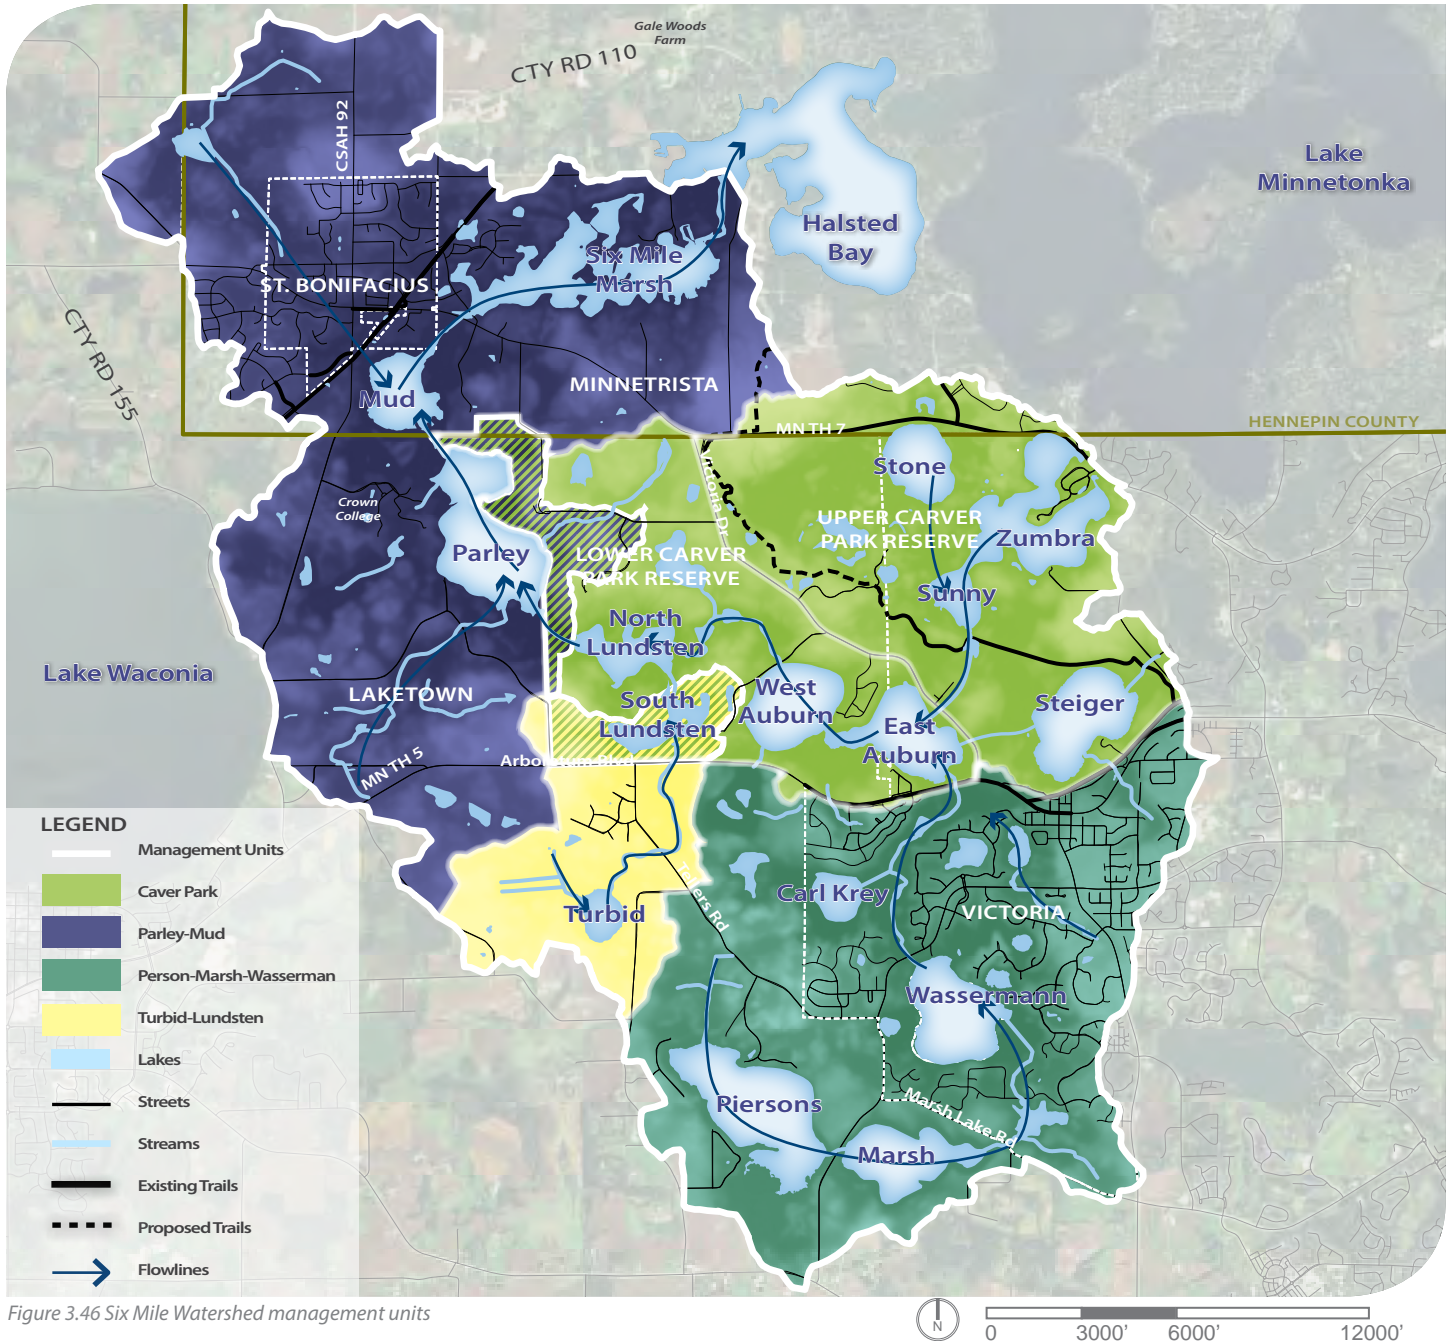 Gale Woods
Farm
CTY RD 110
CSAH 92
Lake
Minnetonka
Halsted
Bay
Six Mile
Marsh
ST. BONIFACIUS
CTY RD 155
MINNETRISTA
Mud
HENNEPIN COUNTY
MN TH 7
Victoria Dr
Stone
Crown
College
UPPER CARVER
PARK RESERVE
Zumbra
Parley
LOWER CARVER
PARK RESERVE
Sunny
North
Lundsten
Lake Waconia
LAKETOWN
South
Lundsten
West
Auburn
Steiger
East
Auburn
MN TH 5
Arboretum Blvd
LEGEND
Management Units
Caver Park
Parley-Mud
Person-Marsh-Wasserman
Turbid-Lundsten
Lakes
Streets
Streams
Existing Trails
Proposed Trails
Flowlines
Carl Krey
VICTORIA
Turbid
Rd
Wassermann
Piersons
Marsh Lake Rd
Marsh
Figure 3.46 Six Mile Watershed management units
N
0
3000'
6000'
12000'